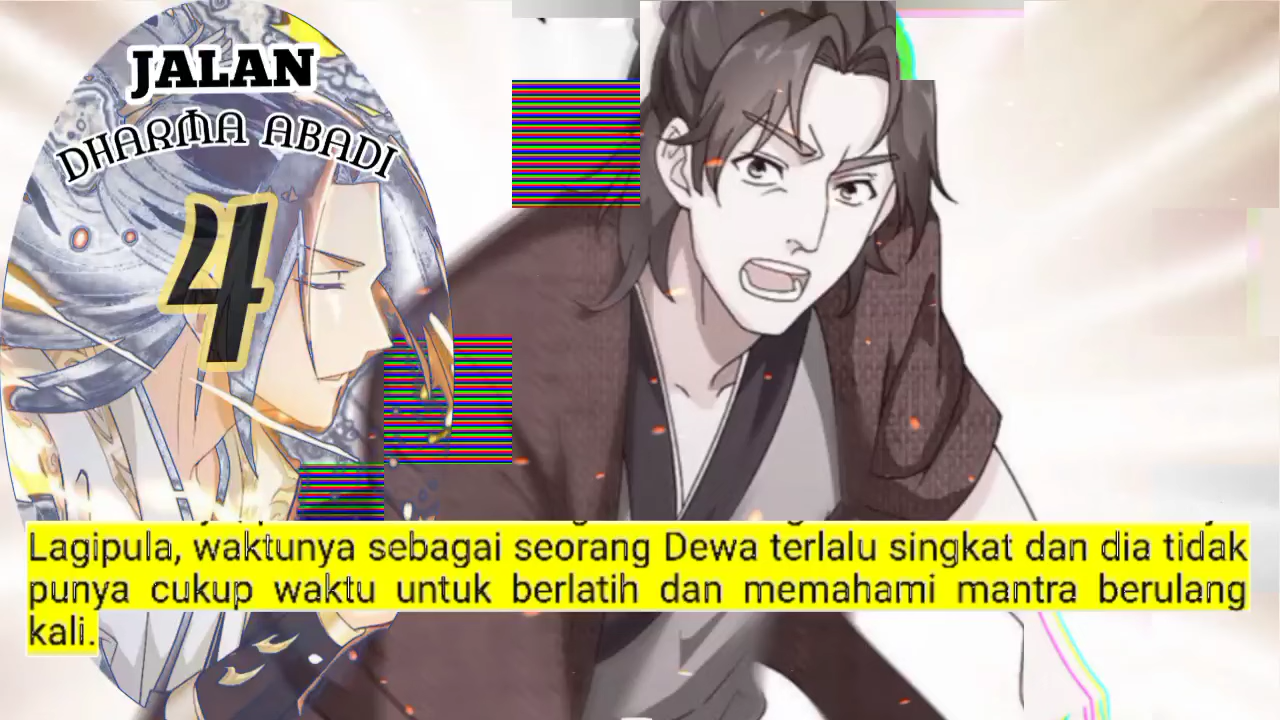 JALAN
DHARMA ABADI
4
Lagipula, waktunya sebagai seorang Dewa terlalu singkat dan dia tidak
punya cukup waktu untuk berlatih dan memahami mantra berulang
kali.